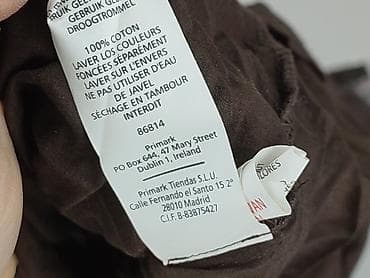 GEBRUIK GEEN
DROOGTROMMEL
100% COTON
LAVER LES COULEURS
FONCÉES SÉPARÉMENT
LAVER SUR L'ENVERS
NE PAS UTILISER D'EAU
DE JAVEL
SÉCHAGE EN TAMBOUR
INTERDIT
86814
Primark
PO Box 644, 47 Mary Street
Dublin 1, Ireland
Primark Tiendas S.L.U.
Calle Fernando el Santo 15 2°
28010 Madrid
C.I.F. B-83875427